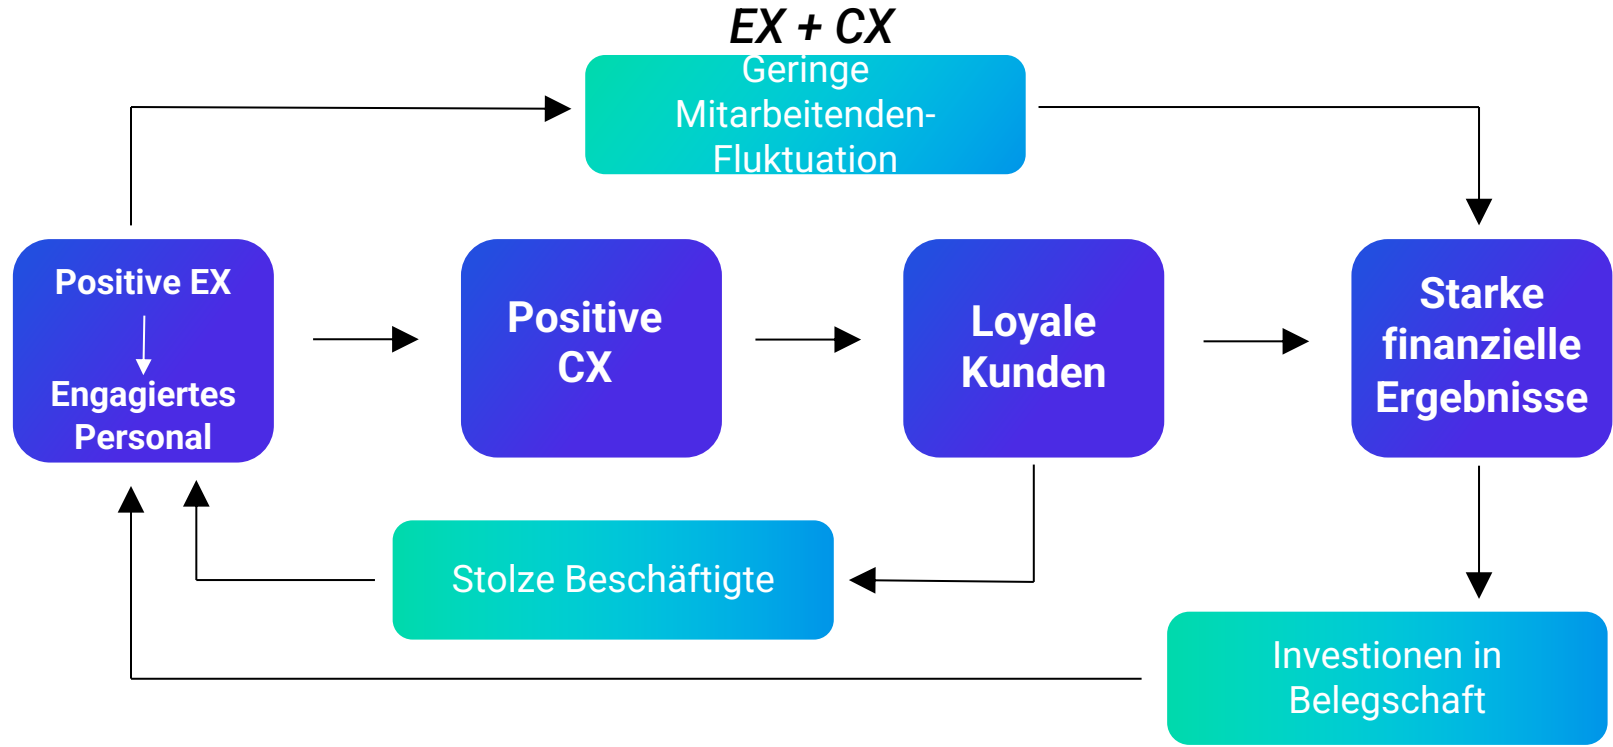 EX + CX
Geringe
Mitarbeitenden-
Fluktuation
Positive EX
Engagiertes
Personal
Positive
CX
Loyale
Kunden
Starke
finanzielle
Ergebnisse
Stolze Beschäftigte
Investionen in
Belegschaft